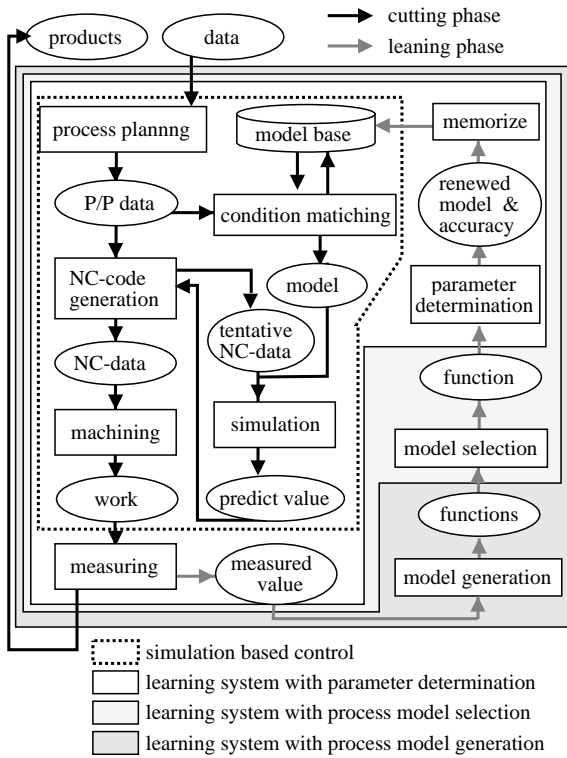 products
data
cutting phase
leaning phase
process plannng
model base
memorize
P/P data
condition matiching
renewed
model &
accuracy
NC-code
generation
model
parameter
determination
tentative
NC-data
NC-data
function
machining
simulation
model selection
work
predict value
functions
measuring
measured
value
model generation
simulation based control
learning system with parameter determination
learning system with process model selection
learning system with process model generation